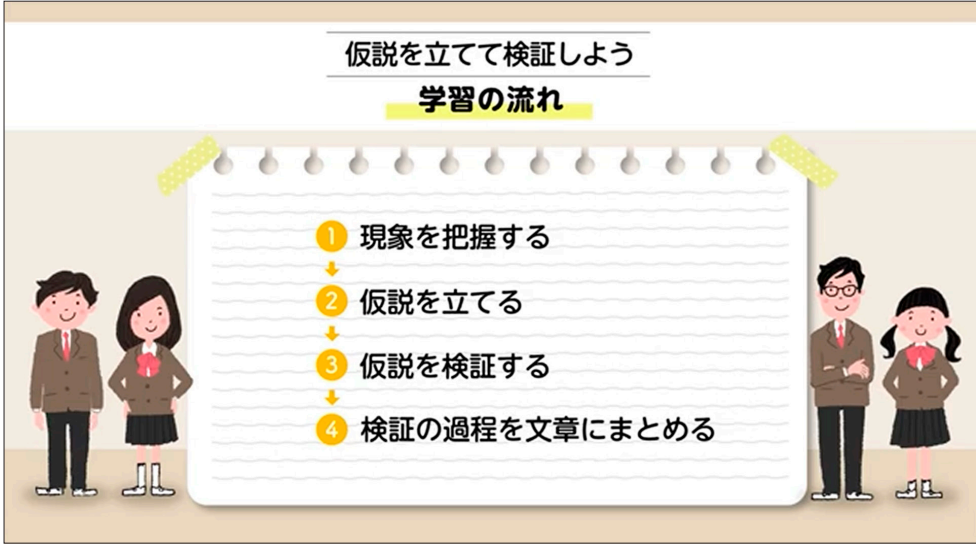 仮説を立てて検証しよう
学習の流れ
1 現象を把握する
2 仮説を立てる
3 仮説を検証する
4 検証の過程を文章にまとめる